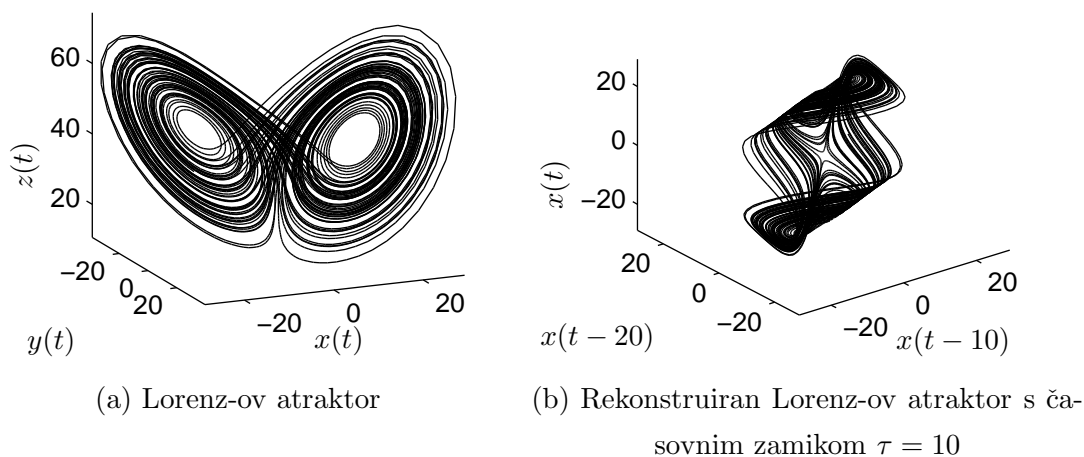 60
40
20
z(t)
−20
0
20
y(t)
−20
0
20
x(t)
(a) Lorenz-ov atraktor
20
0
−20
x(t)
20
0
−20
x(t − 20)
−20
0
20
x(t − 10)
(b) Rekonstruiran Lorenz-ov atraktor s ča-
sovnim zamikom τ = 10